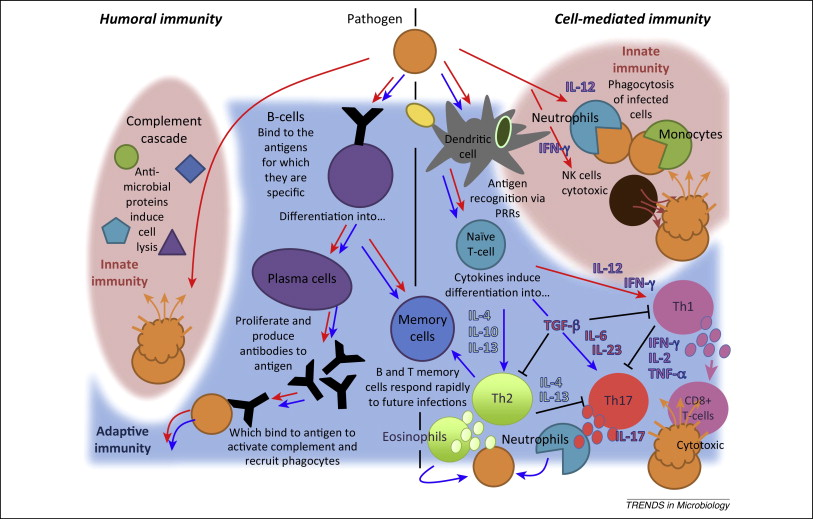 Humoral immunity
Pathogen
Cell-mediated immunity
Complement
cascade
Anti-
microbial
proteins
induce
cell
lysis
Innate
immunity
B-cells
Bind to the
antigens
for which
they are
specific
Differentiation into...
Plasma cells
Proliferate and
produce
antibodies to
antigen
Which bind to antigen to
activate complement and
recruit phagocytes
Adaptive
immunity
Memory
cells
B and T memory
cells respond rapidly
to future infections
Dendritic
cell
Antigen
recognition via
PRRs
Naïve
T-cell
Cytokines induce
differentiation into...
Innate
immunity
Phagocytosis
of infected
cells
IL-12
Neutrophils
Monocytes
IFN-γ
NK cells
cytotoxic
IL-12
IFN-γ
Th1
IL-4
IL-10
IL-13
TGF-β
IL-6
IL-23
IFN-γ
IL-2
TNF-α
Th2
IL-4
IL-13
Th17
CD8+
T-cells
Cytotoxic
Eosinophils
Neutrophils
IL-17
TRENDS in Microbiology